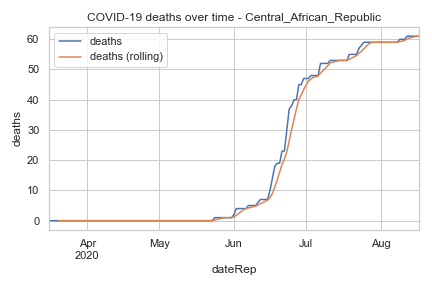 COVID-19 deaths over time - Central_African_Republic
deaths
deaths (rolling)
deaths
60
50
40
30
20
10
0
Apr
2020
May
Jun
Jul
Aug
dateRep